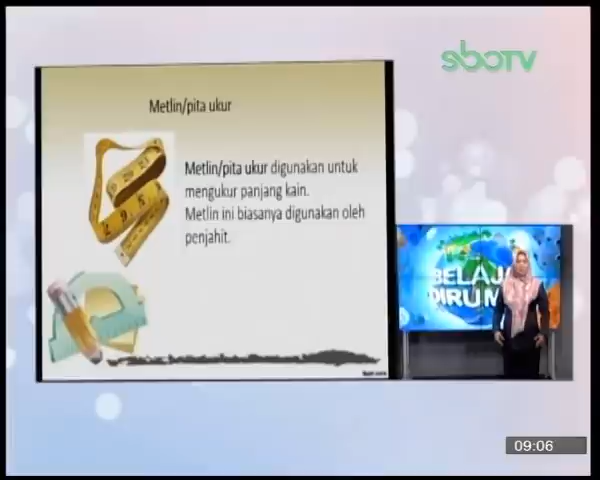 sboTV
Metlin/pita ukur
Metlin/pita ukur digunakan untuk
mengukur panjang kain.
Metlin ini biasanya digunakan oleh
penjahit.
BELAJ
DIRUM
09:06